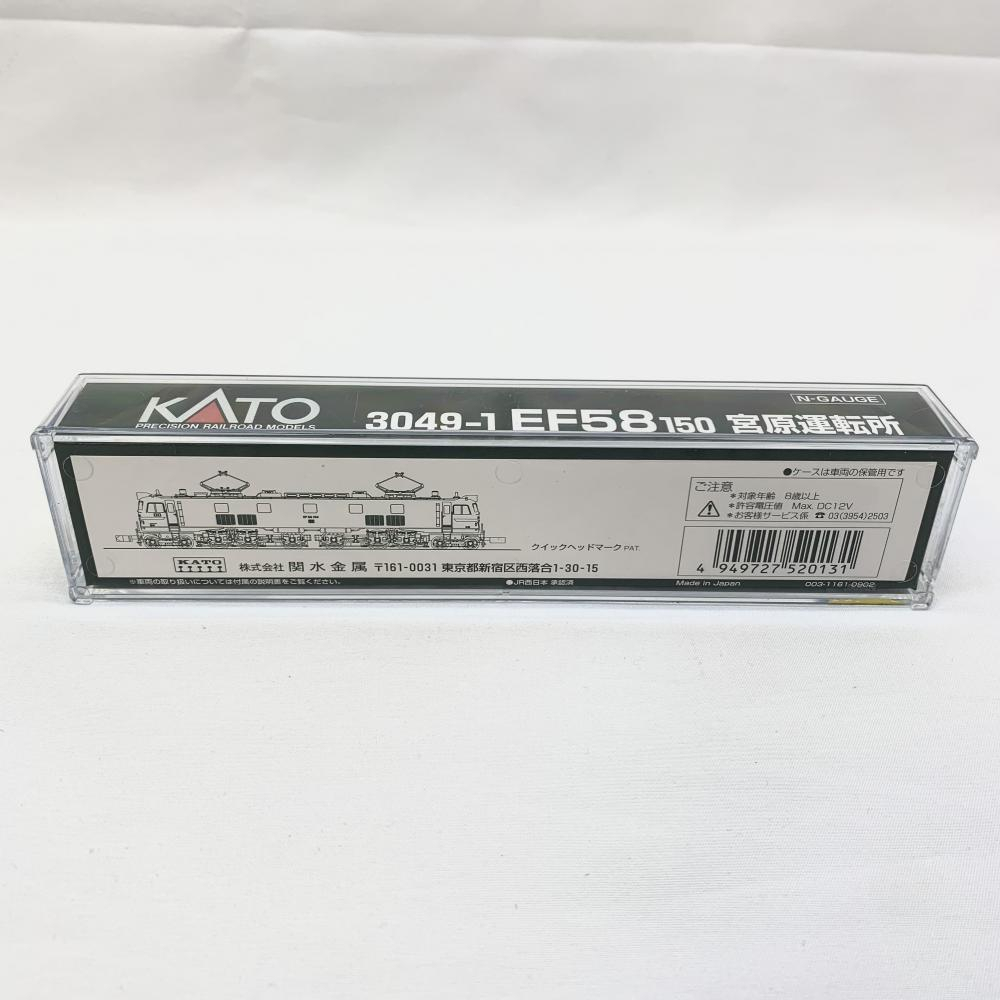 KATO
PRECISION RAILROAD MODELS
3049-1 EF58 150 宮原運転所
N-GAUGE
●ケースは車両の保管用です
ご注意
*対象年齢 8歳以上
*許容電圧値 Max. DC12V
*お客様サービス係 ☎ 03(3954)2503
クイックヘッドマーク PAT.
KATO
株式会社 関水金属 〒161-0031 東京都新宿区西落合1-30-15
※車両の取り扱いについては付属の説明書をご覧ください。
●JR西日本 承認済
4 949727 520131
Made in Japan
003-1161-0902